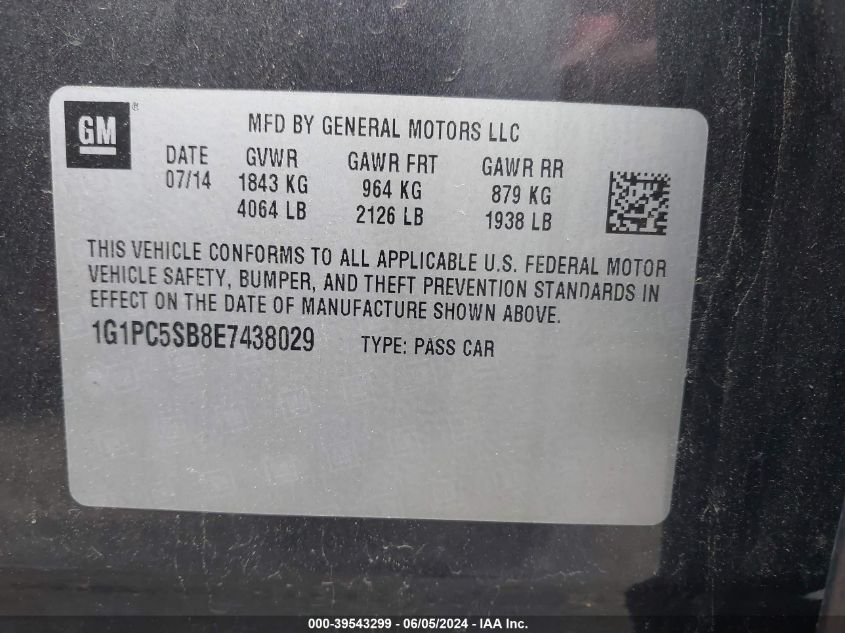 GM ®
MFD BY GENERAL MOTORS LLC
DATE GVWR GAWR FRT GAWR RR
07/14 1843 KG 964 KG 879 KG
4064 LB 2126 LB 1938 LB
THIS VEHICLE CONFORMS TO ALL APPLICABLE U.S. FEDERAL MOTOR
VEHICLE SAFETY, BUMPER, AND THEFT PREVENTION STANDARDS IN
EFFECT ON THE DATE OF MANUFACTURE SHOWN ABOVE.
1G1PC5SB8E7438029 TYPE: PASS CAR
000-39543299 - 06/05/2024 - IAA Inc.